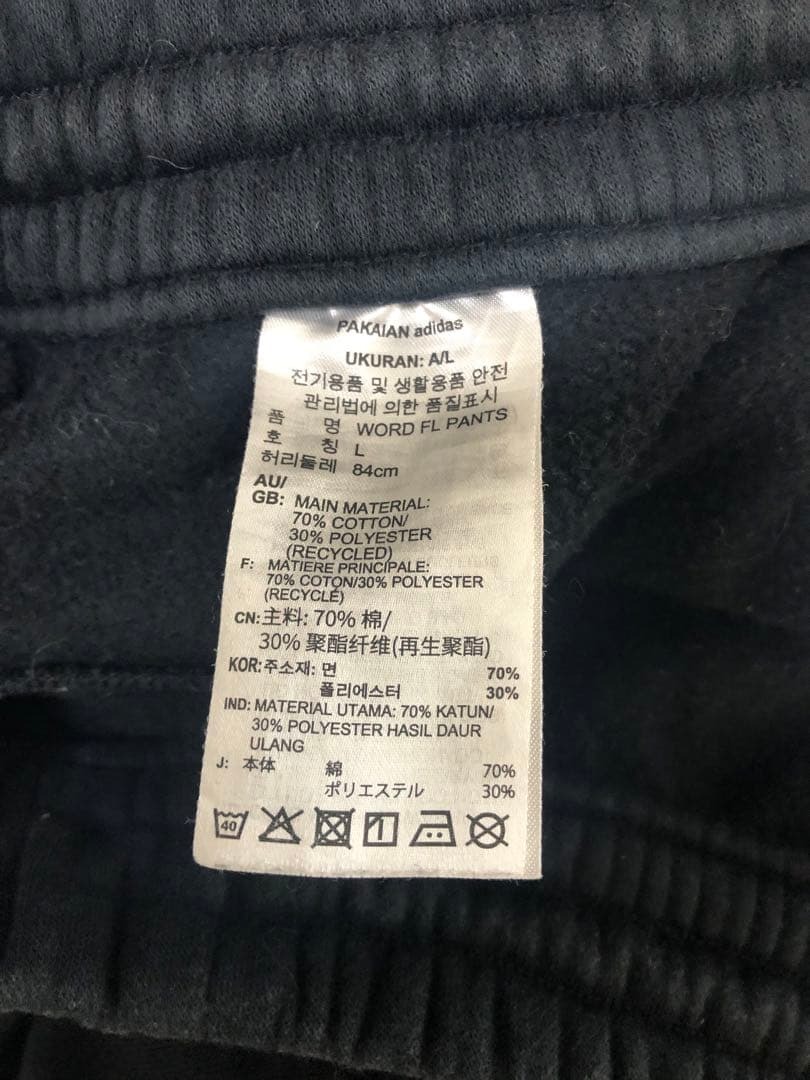 PAKAIAN adidas
UKURAN: A/L
전기용품 및 생활용품 안전
관리법에 의한 품질표시
품 명 WORD FL PANTS
호 칭 L
허리둘레 84cm
AU/
GB: MAIN MATERIAL:
70% COTTON/
30% POLYESTER
(RECYCLED)
F: MATIERE PRINCIPALE:
70% COTON/30% POLYESTER
(RECYCLÉ)
CN:主料: 70% 棉/
30% 聚酯纤维(再生聚酯)
KOR:주소재: 면 70%
폴리에스터 30%
IND: MATERIAL UTAMA: 70% KATUN/
30% POLYESTER HASIL DAUR
ULANG
J: 本体 綿 70%
ポリエステル 30%
40